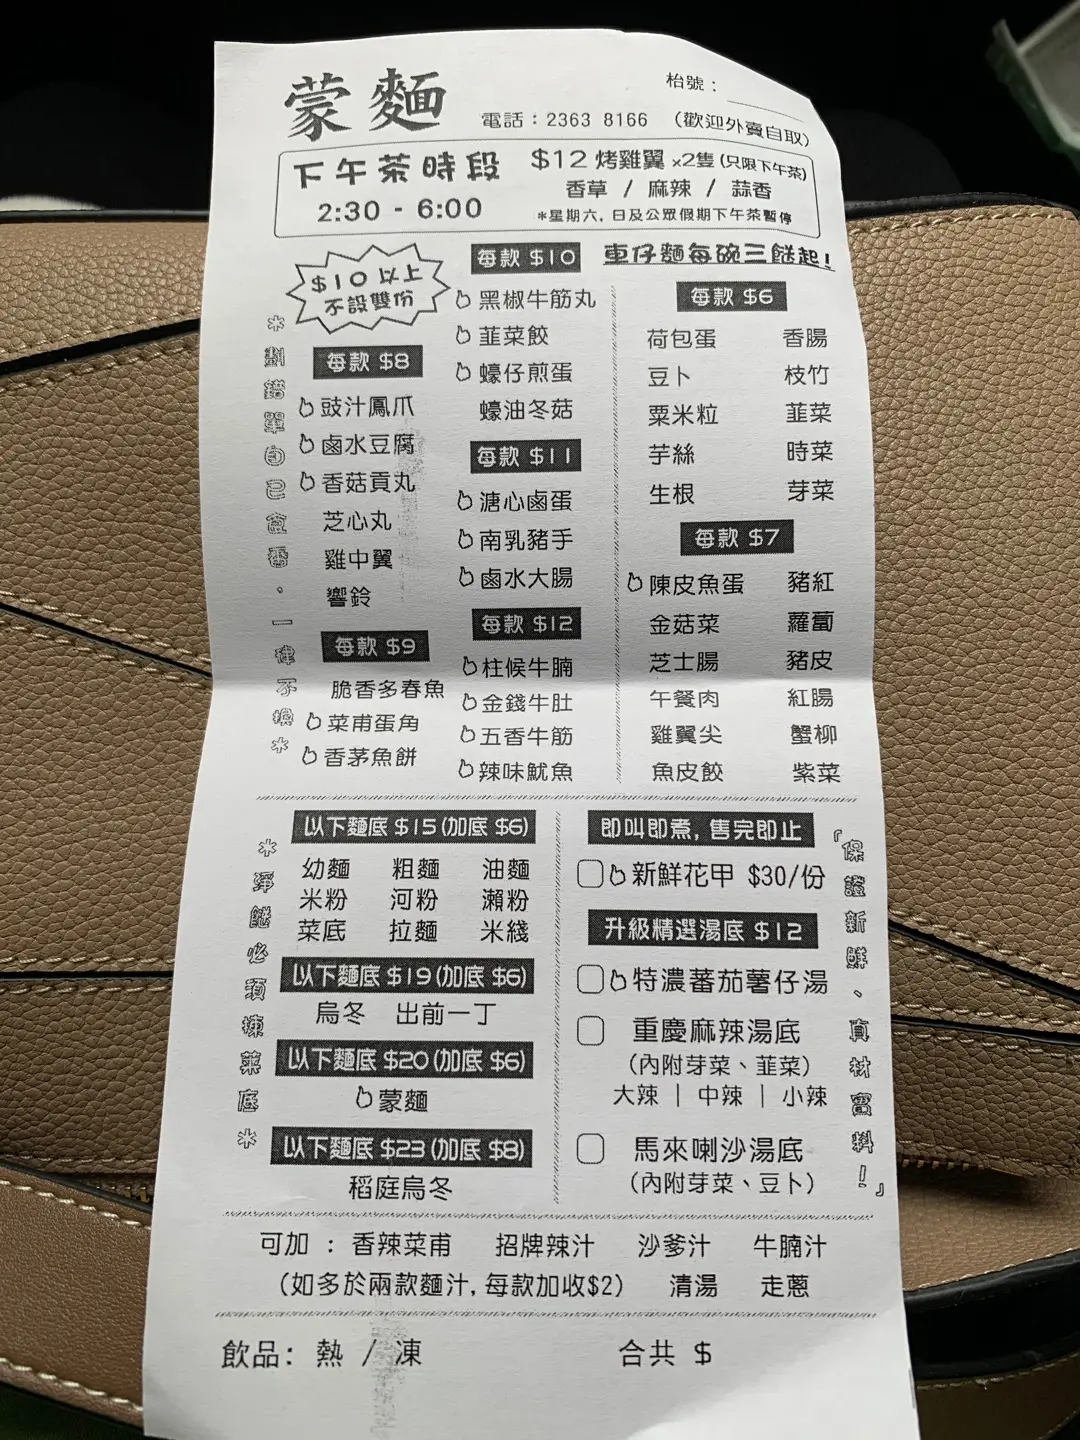 蒙麵
枱號：
電話：2363 8166 (歡迎外賣自取)
下午茶時段
2:30 - 6:00
$12 烤雞翼 x2隻 (只限下午茶)
香草 / 麻辣 / 蒜香
*星期六, 日及公眾假期下午茶暫停
$10以上
不設雙份
*劃錯單自己查番，一律不換*
每款 $8
豉汁鳳爪
鹵水豆腐
香菇貢丸
芝心丸
雞中翼
響鈴
每款 $9
脆香多春魚
菜甫蛋角
香茅魚餅
每款 $10
黑椒牛筋丸
韮菜餃
蠔仔煎蛋
蠔油冬菇
每款 $11
溏心鹵蛋
南乳豬手
鹵水大腸
每款 $12
柱候牛腩
金錢牛肚
五香牛筋
辣味魷魚
車仔麵每碗三餸起!
每款 $6
荷包蛋 香腸
豆卜 枝竹
粟米粒 韮菜
芋絲 時菜
生根 芽菜
每款 $7
陳皮魚蛋 豬紅
金菇菜 蘿蔔
芝士腸 豬皮
午餐肉 紅腸
雞翼尖 蟹柳
魚皮餃 紫菜
*淨餸必須揀菜底*
以下麵底 $15(加底 $6)
幼麵 粗麵 油麵
米粉 河粉 瀨粉
菜底 拉麵 米綫
以下麵底 $19(加底 $6)
烏冬 出前一丁
以下麵底 $20(加底 $6)
蒙麵
以下麵底 $23(加底 $8)
稻庭烏冬
即叫即煮, 售完即止
新鮮花甲 $30/份
升級精選湯底 $12
特濃蕃茄薯仔湯
重慶麻辣湯底
(內附芽菜、韮菜)
大辣 | 中辣 | 小辣
馬來喇沙湯底
(內附芽菜、豆卜)
「保證新鮮、真材實料！」
可加：香辣菜甫 招牌辣汁 沙爹汁 牛腩汁
(如多於兩款麵汁, 每款加收$2) 清湯 走蔥
飲品: 熱 / 凍 合共 $